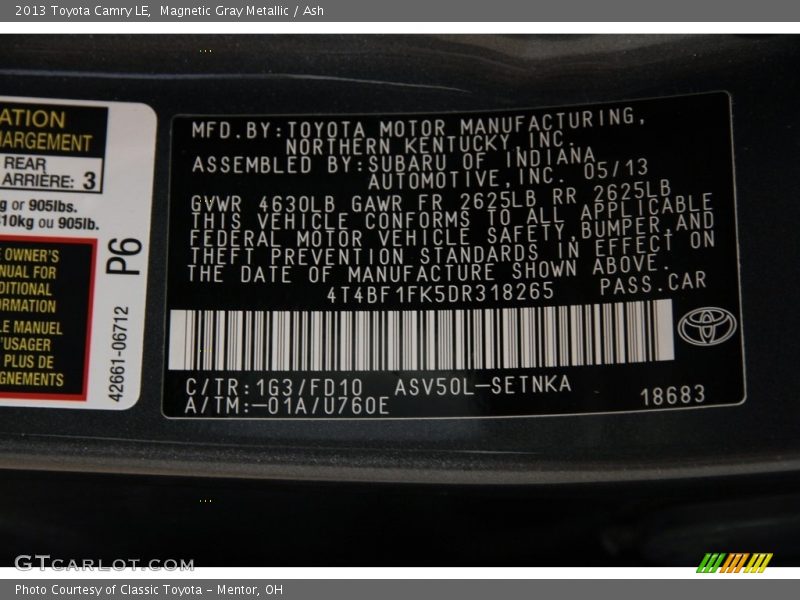 2013 Toyota Camry LE,  Magnetic Gray Metallic / Ash
ATION
HARGEMENT
REAR
ARRIÈRE: 3
g or 905lbs.
10kg ou 905lb.
OWNER'S
NUAL FOR
DITIONAL
ORMATION
LE MANUEL
'USAGER
PLUS DE
GNEMENTS
P6
42661-06712
MFD.BY:TOYOTA MOTOR MANUFACTURING,
NORTHERN KENTUCKY INC.
ASSEMBLED BY:SUBARU OF INDIANA
AUTOMOTIVE,INC. 05/13
GVWR 4630LB GAWR FR 2625LB RR 2625LB
THIS VEHICLE CONFORMS TO ALL APPLICABLE
FEDERAL MOTOR VEHICLE SAFETY,BUMPER,AND
THEFT PREVENTION STANDARDS IN EFFECT ON
THE DATE OF MANUFACTURE SHOWN ABOVE.
4T4BF1FK5DR318265 PASS.CAR
C/TR:1G3/FD10 ASV50L-SETNKA
A/TM:-01A/U760E 18683
GTCARLOT.COM
Photo Courtesy of Classic Toyota - Mentor, OH